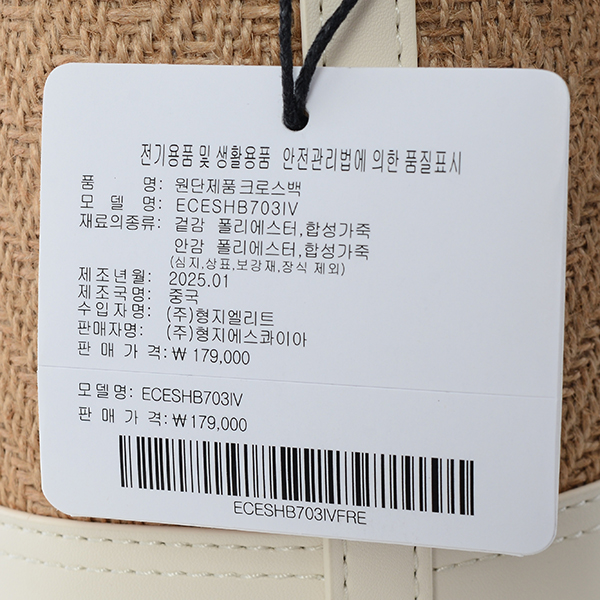 전기용품 및 생활용품 안전관리법에 의한 품질표시
품 명: 원단제품크로스백
모 델 명: ECESHB703IV
재료의종류: 겉감 폴리에스터,합성가죽
안감 폴리에스터,합성가죽
(심지,상표,보강재,장식 제외)
제조년월: 2025.01
제조국명: 중국
수입자명: (주)형지엘리트
판매자명: (주)형지에스콰이아
판 매 가 격:₩ 179,000
모델명: ECESHB703IV
판 매 가 격:₩ 179,000
ECESHB703IVFRE